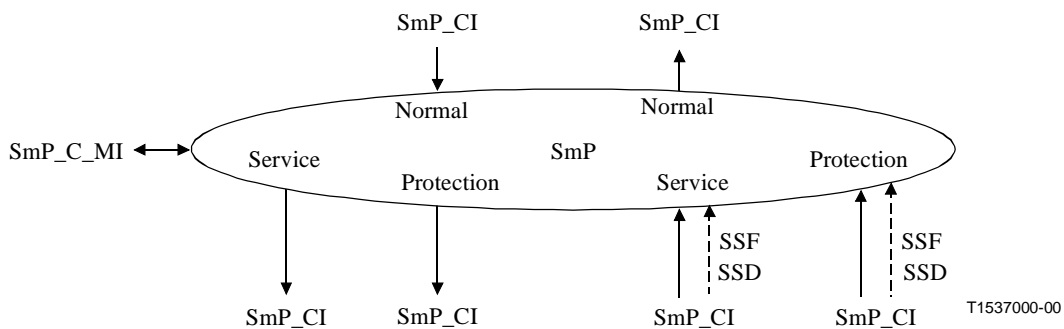 SmP_CI SmP_CI
Normal Normal
SmP_C_MI Service SmP Protection
Protection Service
SSF SSF
SSD SSD
SmP_CI SmP_CI SmP_CI SmP_CI
T1537000-00